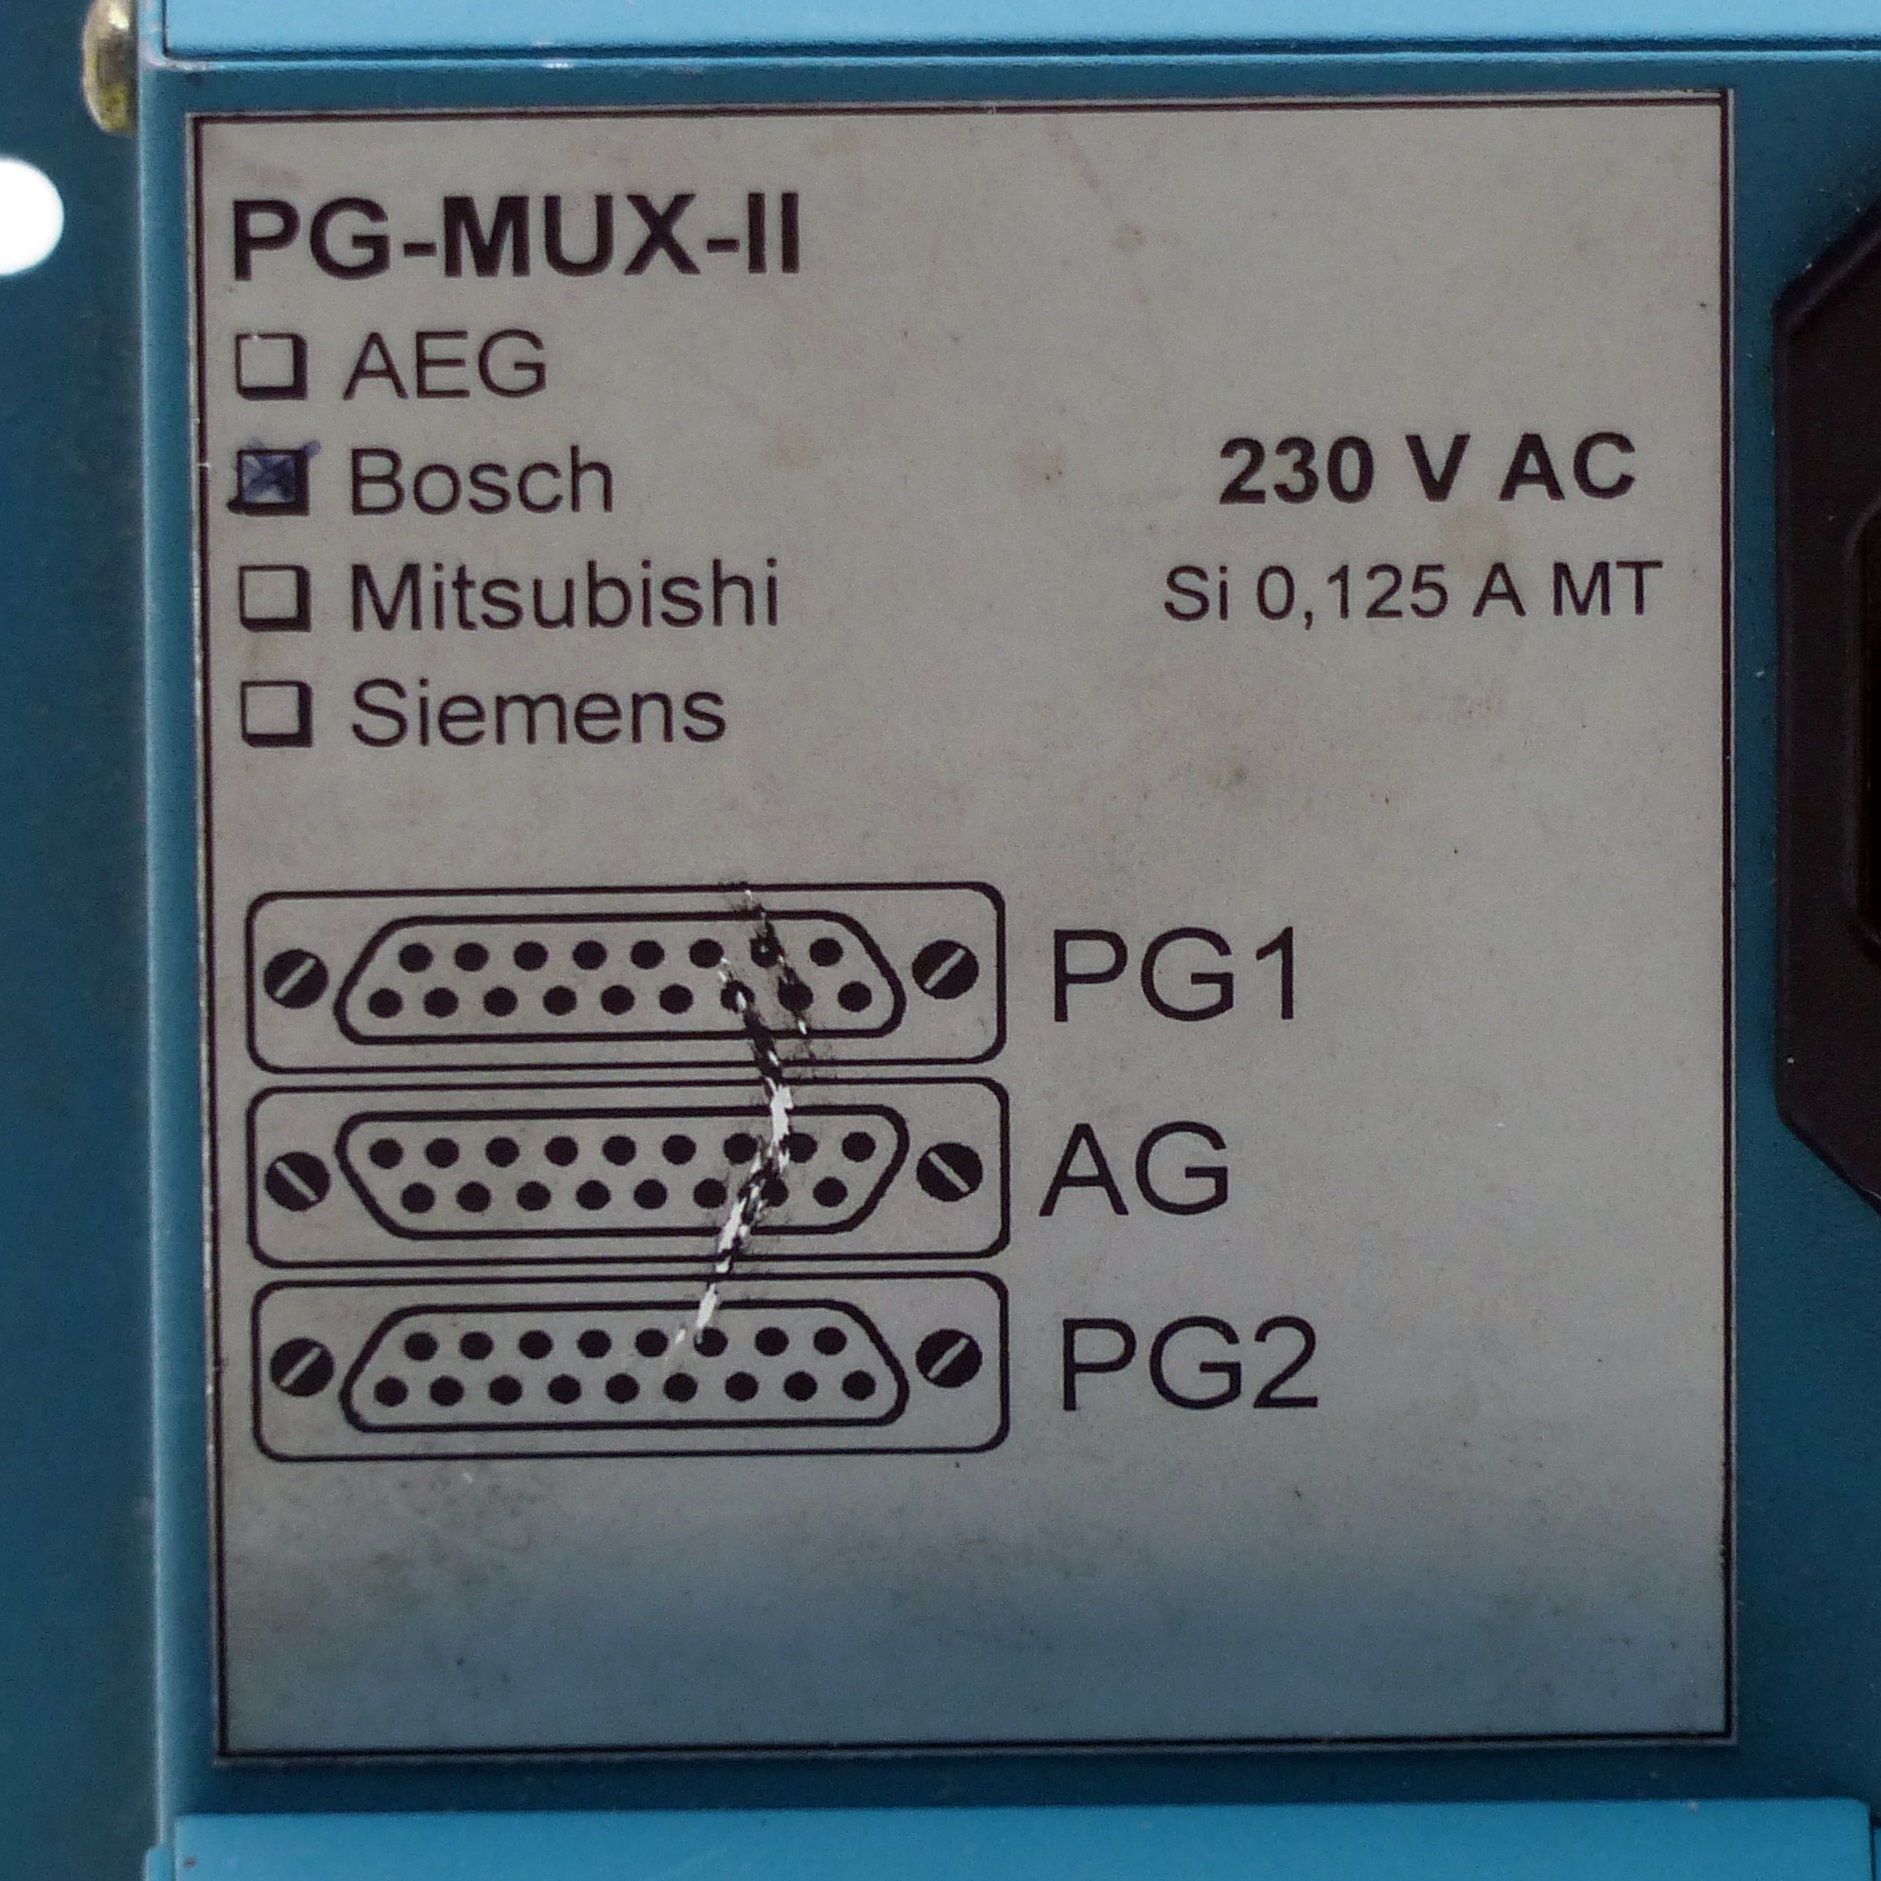 PG-MUX-II
AEG
Bosch
Mitsubishi
Siemens
230 V AC
Si 0,125 A MT
PG1
AG
PG2